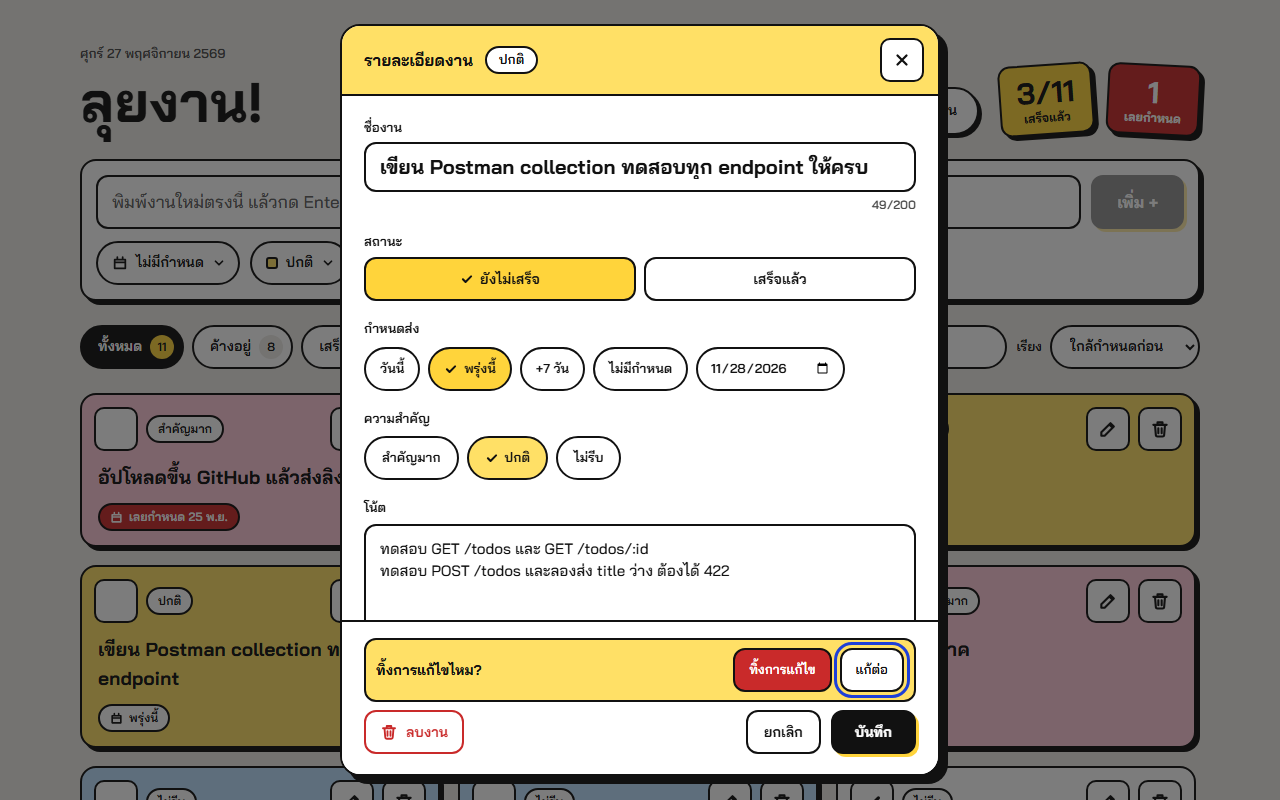 ศุกร์ 27 พฤศจิกายน 2569
ลุยงาน!
3/11
เสร็จแล้ว
1
เลยกำหนด
พิมพ์งานใหม่ตรงนี้ แล้วกด Ente
เพิ่ม +
ไม่มีกำหนด
ปกติ
ทั้งหมด 11
ค้างอยู่ 8
เรียง
ใกล้กำหนดก่อน
สำคัญมาก
อัปโหลดขึ้น GitHub แล้วส่งลิง
เลยกำหนด 25 พ.ย.
ปกติ
เขียน Postman collection ท
endpoint
พรุ่งนี้
ไม่รีบ
ไม่รีบ
ไม่รีบ
รายละเอียดงาน
ปกติ
ชื่องาน
เขียน Postman collection ทดสอบทุก endpoint ให้ครบ
49/200
สถานะ
ยังไม่เสร็จ
เสร็จแล้ว
กำหนดส่ง
วันนี้
พรุ่งนี้
+7 วัน
ไม่มีกำหนด
11/28/2026
ความสำคัญ
สำคัญมาก
ปกติ
ไม่รีบ
โน้ต
ทดสอบ GET /todos และ GET /todos/:id
ทดสอบ POST /todos และลองส่ง title ว่าง ต้องได้ 422
ทิ้งการแก้ไขไหม?
ทิ้งการแก้ไข
แก้ต่อ
ลบงาน
ยกเลิก
บันทึก